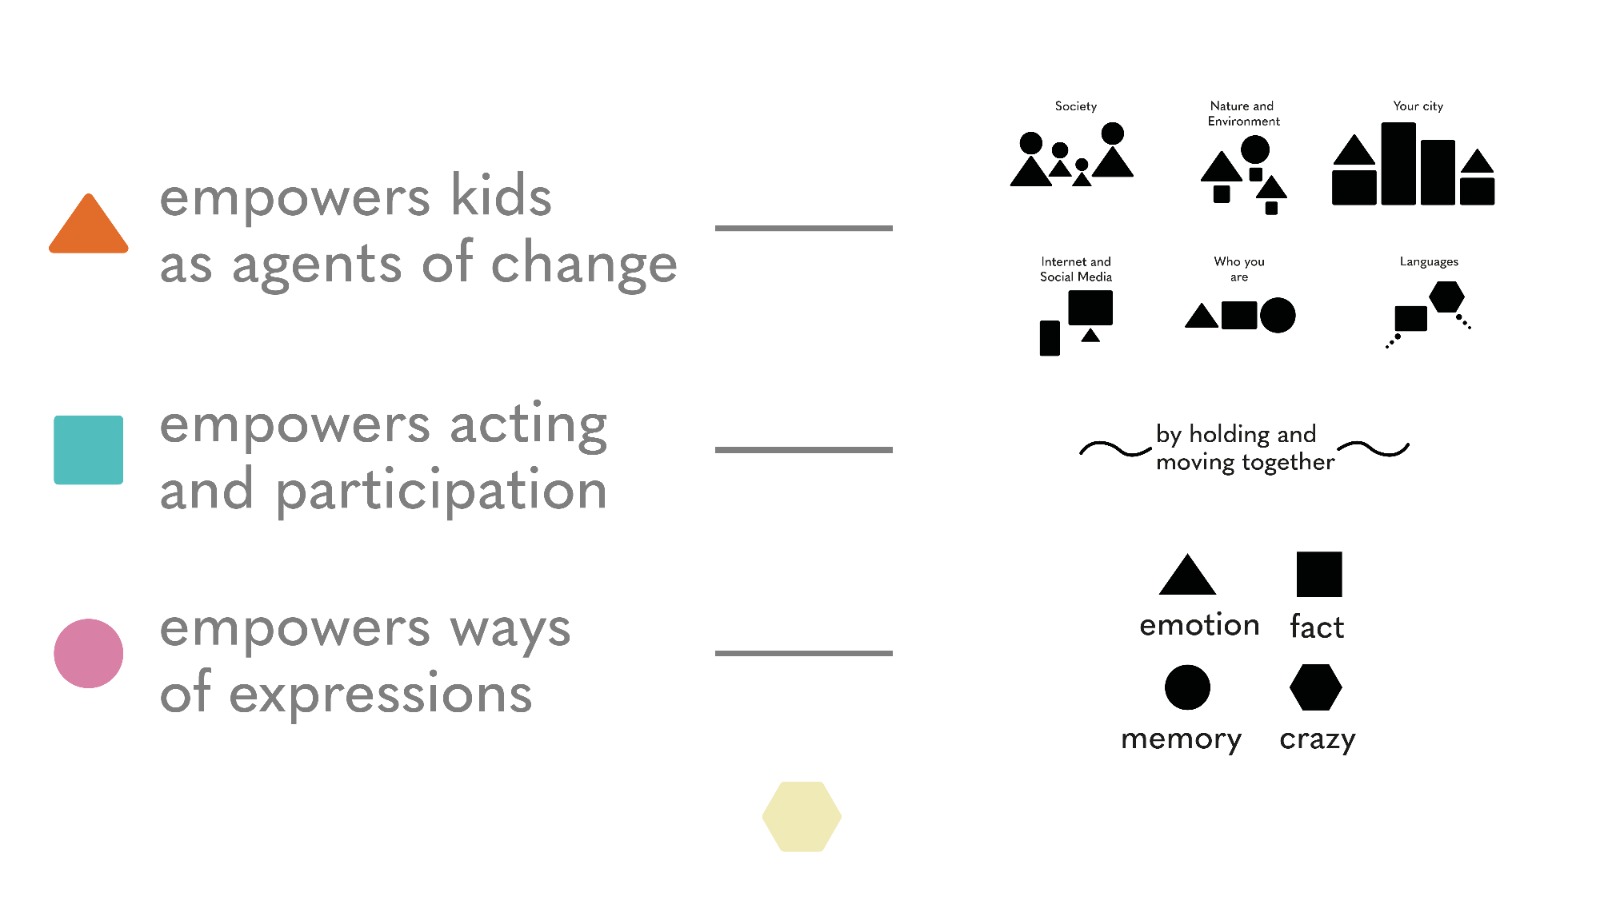 empowers kids
as agents of change
Society
Nature and
Environment
Your city
Internet and
Social Media
Who you
are
Languages
empowers acting
and participation
by holding and
moving together
empowers ways
of expressions
emotion
fact
memory
crazy